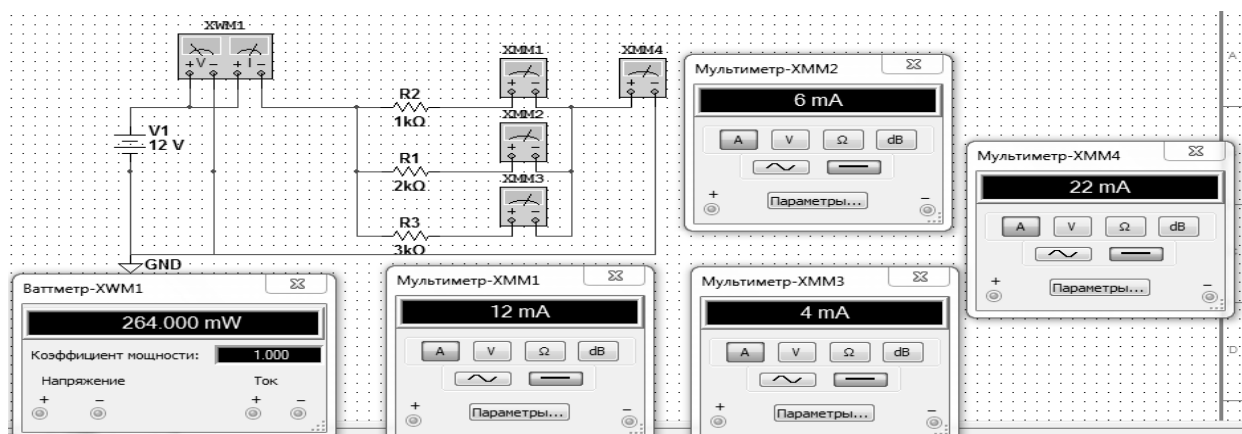 XWM1
+V- +I-
XMM1
+ -
XMM4
+ -
R2
1kΩ
V1
12 V
XMM2
+ -
R1
2kΩ
XMM3
+ -
R3
3kΩ
GND
Мультиметр-XMM2
6 mA
A V Ω dB
+ -
Параметры...
Мультиметр-XMM4
22 mA
A V Ω dB
+ -
Параметры...
Ваттметр-XWM1
264.000 mW
Коэффициент мощности: 1.000
Напряжение Ток
+ - + -
Мультиметр-XMM1
12 mA
A V Ω dB
+ -
Параметры...
Мультиметр-XMM3
4 mA
A V Ω dB
+ -
Параметры...
A
D